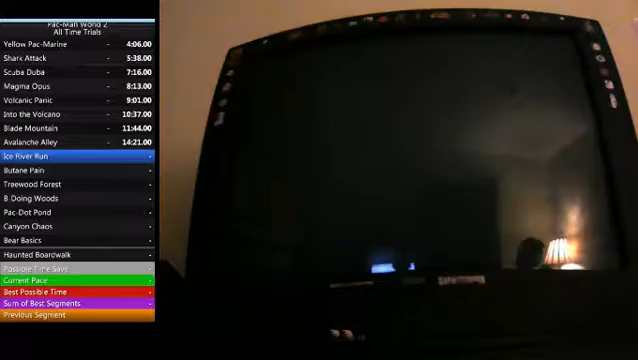 Pac-Man World 2
All Time Trials
Yellow Pac-Marine - 4:06.00
Shark Attack - 5:38.00
Scuba Duba - 7:16.00
Magma Opus - 8:13.00
Volcanic Panic - 9:01.00
Into the Volcano - 10:37.00
Blade Mountain - 11:44.00
Avalanche Alley - 14:21.00
Ice River Run -
Butane Pain -
Treewood Forest -
B-Doing Woods -
Pac-Dot Pond -
Canyon Chaos -
Bear Basics -
Haunted Boardwalk -
Possible Time Save -
Current Pace -
Best Possible Time -
Sum of Best Segments -
Previous Segment -